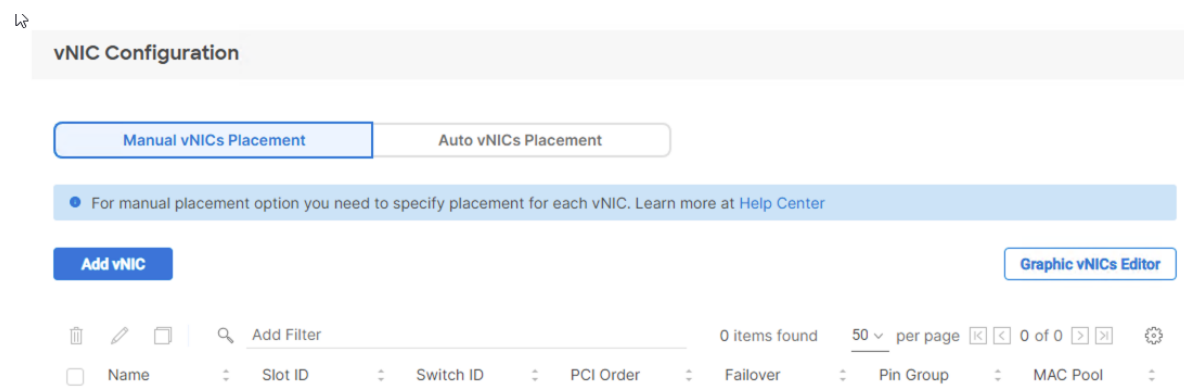 vNIC Configuration
Manual vNICs Placement Auto vNICs Placement
For manual placement option you need to specify placement for each vNIC. Learn more at Help Center
Add vNIC Graphic vNICs Editor
Add Filter 0 items found 50 per page 0 of 0
Name Slot ID Switch ID PCI Order Failover Pin Group MAC Pool